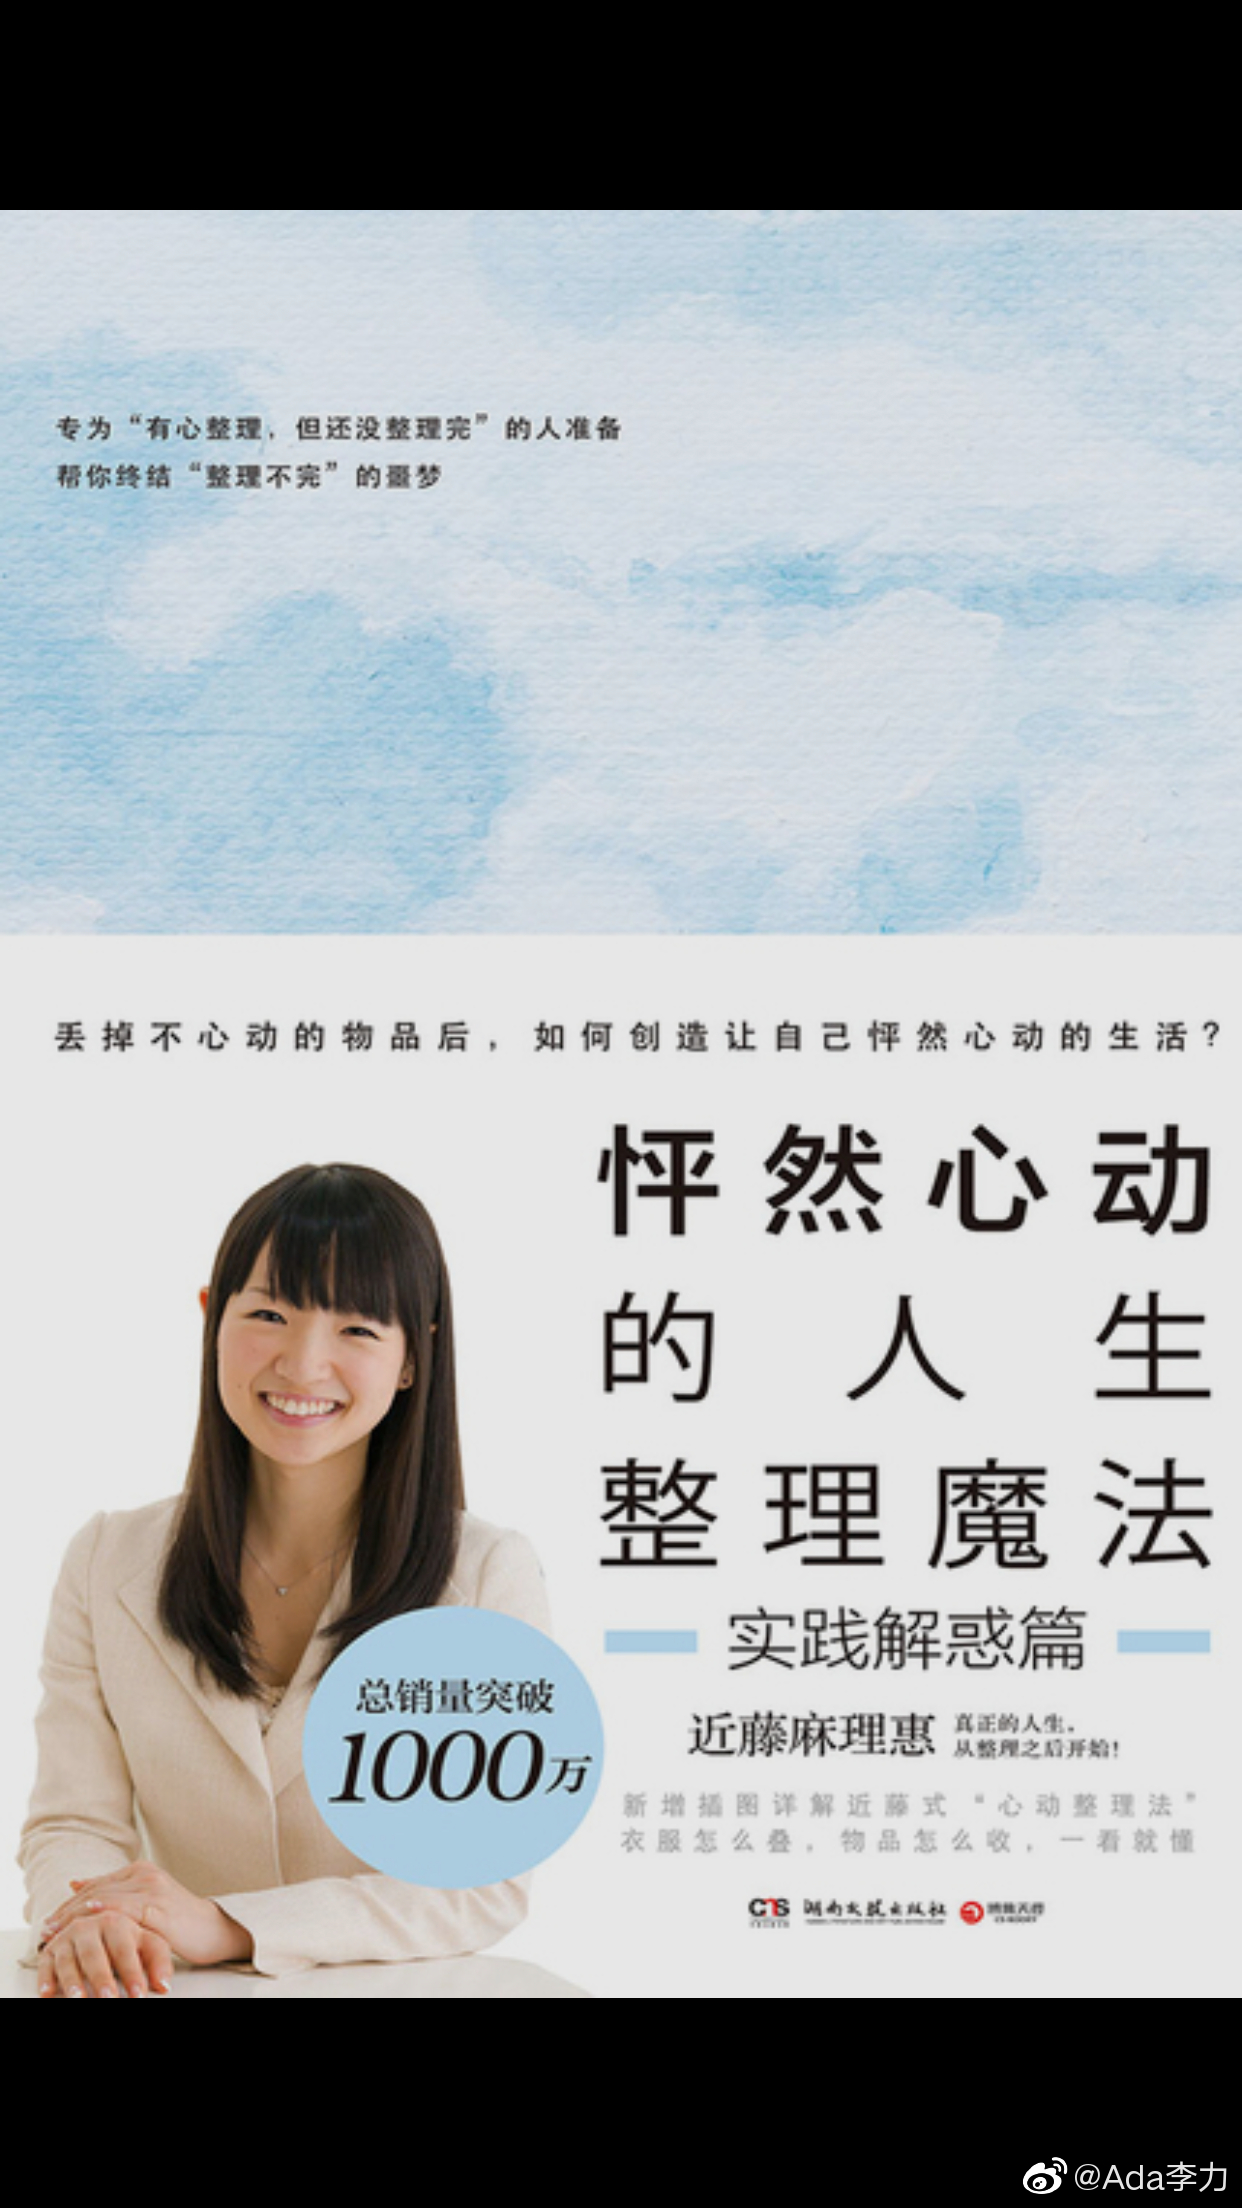 专为“有心整理，但还没整理完”的人准备
帮你终结“整理不完”的噩梦
丢掉不心动的物品后，如何创造让自己怦然心动的生活？
怦然心动
的人生
整理魔法
实践解惑篇
近藤麻理惠
真正的人生，
从整理之后开始！
总销量突破
1000万
新增插图详解近藤式“心动整理法”
衣服怎么叠，物品怎么收，一看就懂
湖南文艺出版社
博集天卷
@Ada李力